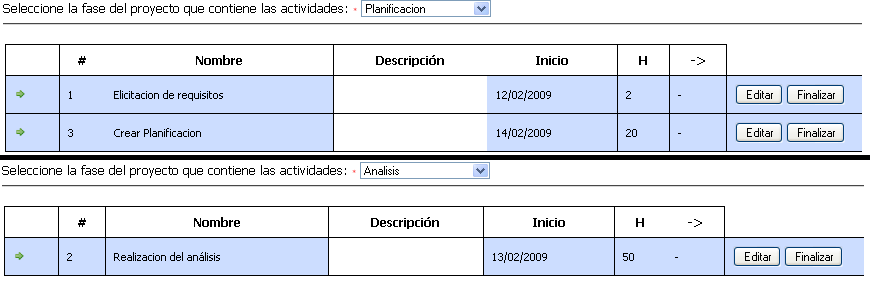 Seleccione la fase del proyecto que contiene las actividades: * Planificacion
# Nombre Descripción Inicio H ->
1 Elicitacion de requisitos 12/02/2009 2 - Editar Finalizar
3 Crear Planificacion 14/02/2009 20 - Editar Finalizar
Seleccione la fase del proyecto que contiene las actividades: * Analisis
# Nombre Descripción Inicio H ->
2 Realizacion del análisis 13/02/2009 50 - Editar Finalizar